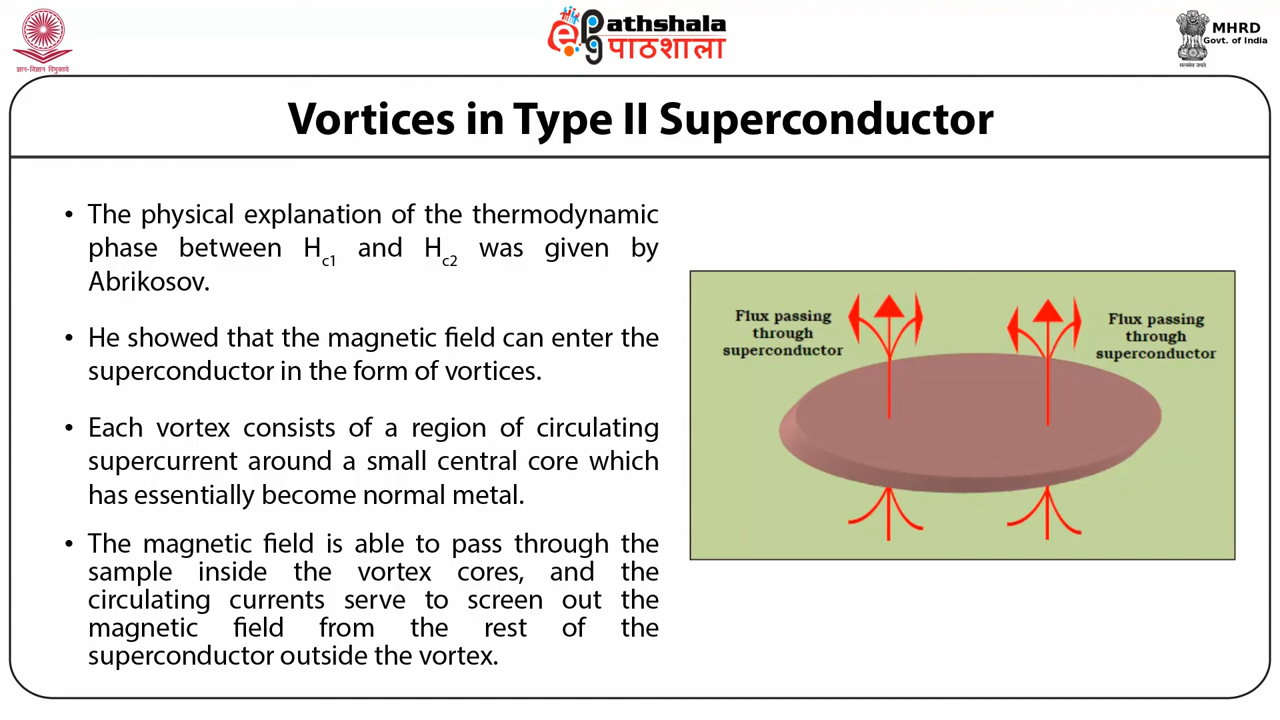 ज्ञान-विज्ञान विमुक्तये
ePathshala
पाठशाला
MHRD
Govt. of India
सत्यमेव जयते
Vortices in Type II Superconductor
• The physical explanation of the thermodynamic
phase between Hc1 and Hc2 was given by
Abrikosov.
• He showed that the magnetic field can enter the
superconductor in the form of vortices.
• Each vortex consists of a region of circulating
supercurrent around a small central core which
has essentially become normal metal.
• The magnetic field is able to pass through the
sample inside the vortex cores, and the
circulating currents serve to screen out the
magnetic field from the rest of the
superconductor outside the vortex.
Flux passing
through
superconductor
Flux passing
through
superconductor